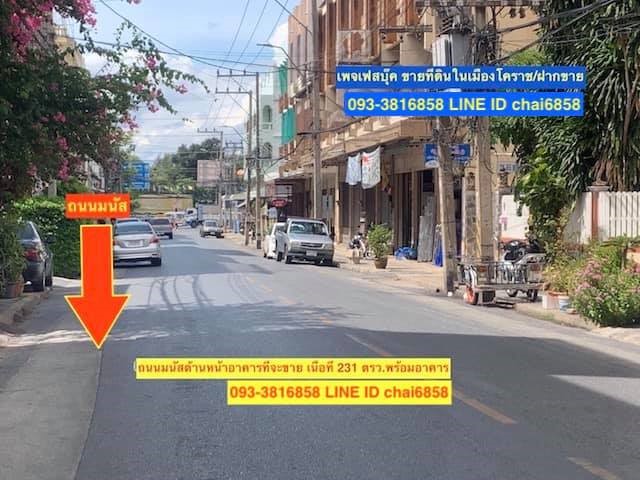 เพจเฟสบุ๊ค ขายที่ดินในเมืองโคราช/ฝากขาย
093-3816858 LINE ID chai6858
ถนนมนัส
ถนนมนัสด้านหน้าอาคารที่จะขาย เนื้อที่ 231 ตรว.พร้อมอาคาร
093-3816858 LINE ID chai6858